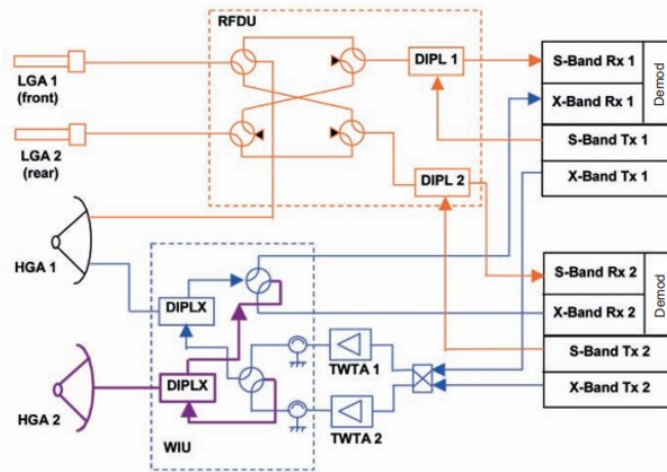 RFDU
LGA 1
(front)
LGA 2
(rear)
DIPL 1
DIPL 2
S-Band Rx 1
X-Band Rx 1
Demod
S-Band Tx 1
X-Band Tx 1
HGA 1
DIPLX
S-Band Rx 2
X-Band Rx 2
Demod
S-Band Tx 2
X-Band Tx 2
TWTA 1
DIPLX
HGA 2
TWTA 2
WIU